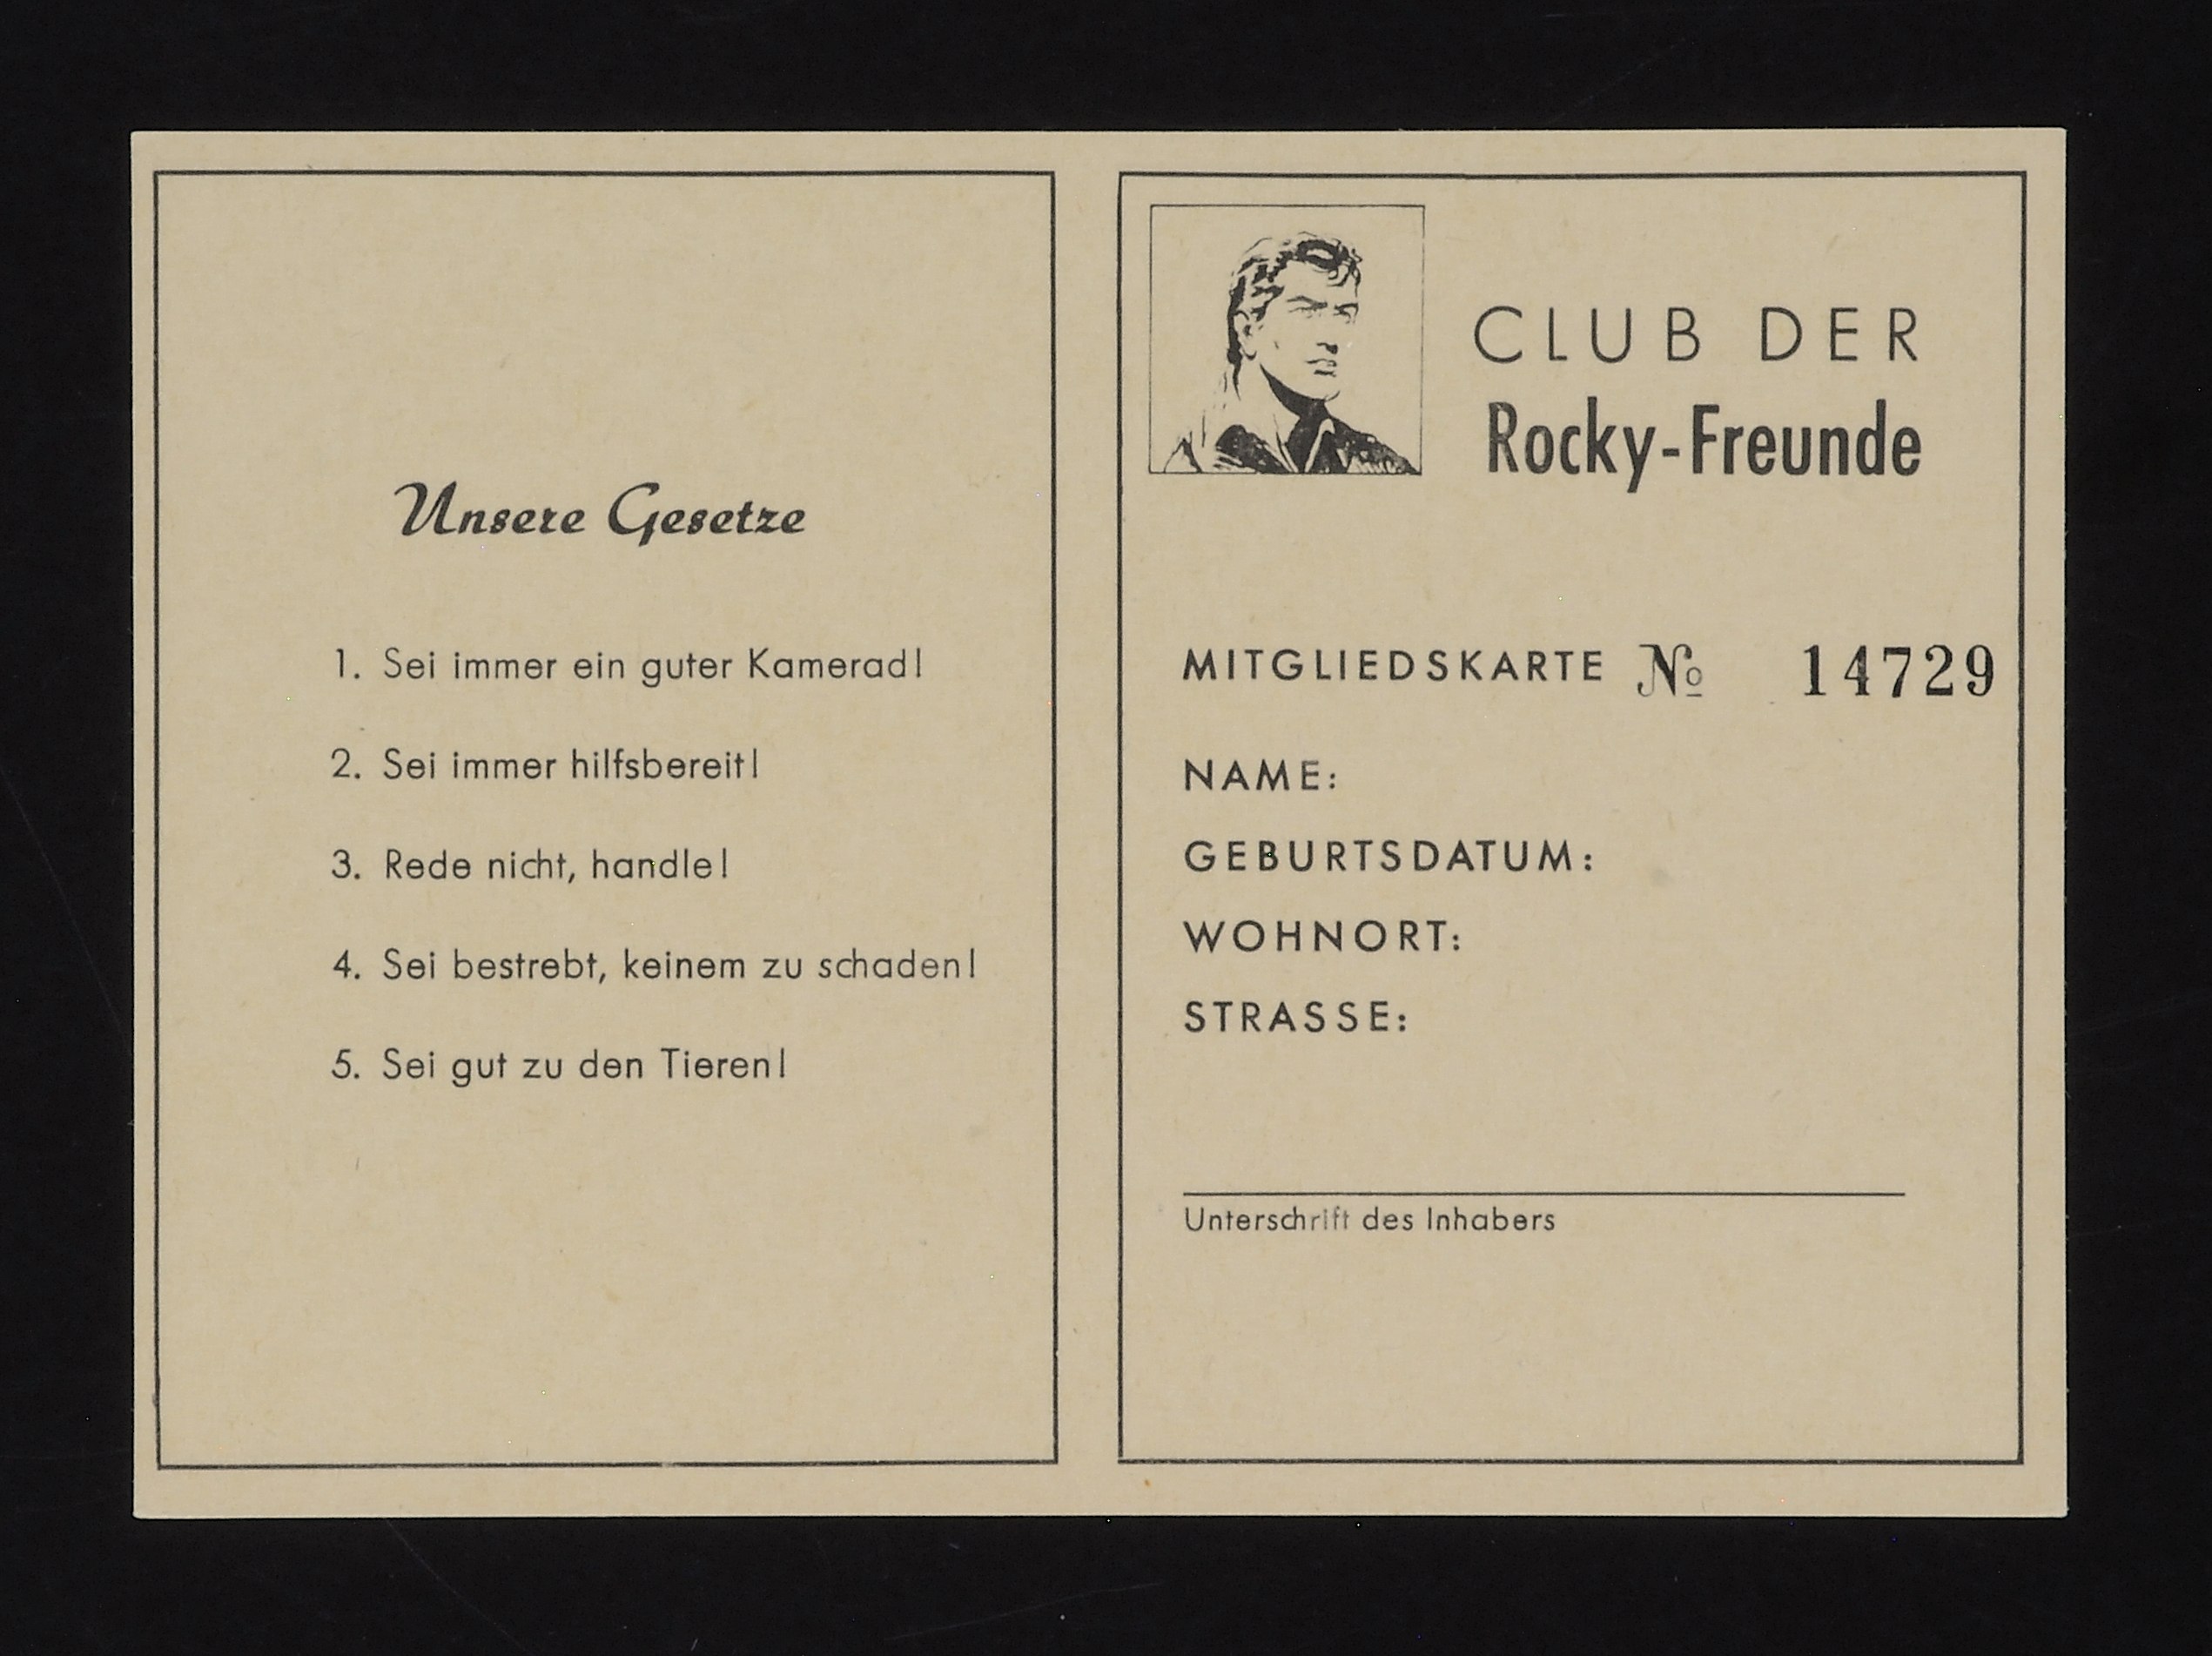 Unsere Gesetze
1. Sei immer ein guter Kamerad!
2. Sei immer hilfsbereit!
3. Rede nicht, handle!
4. Sei bestrebt, keinem zu schaden!
5. Sei gut zu den Tieren!
CLUB DER
Rocky-Freunde
MITGLIEDSKARTE № 14729
NAME:
GEBURTSDATUM:
WOHNORT:
STRASSE:
Unterschrift des Inhabers